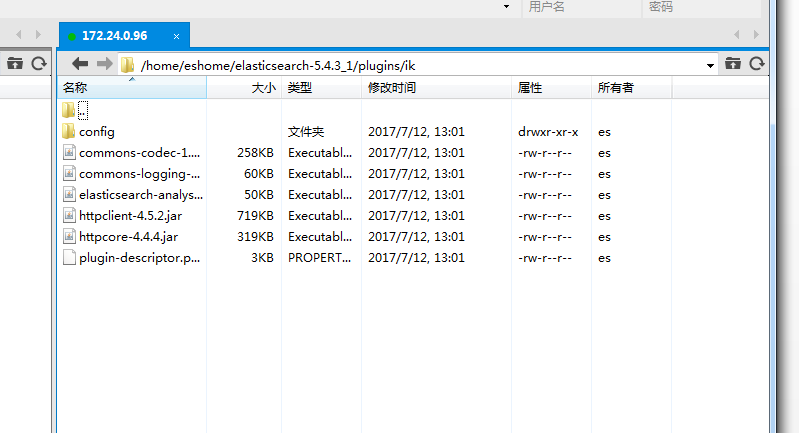 用户名 密码
172.24.0.96 ×
/home/eshome/elasticsearch-5.4.3_1/plugins/ik
名称 大小 类型 修改时间 属性 所有者
..
config 文件夹 2017/7/12, 13:01 drwxr-xr-x es
commons-codec-1.... 258KB Executabl... 2017/7/12, 13:01 -rw-r--r-- es
commons-logging-... 60KB Executabl... 2017/7/12, 13:01 -rw-r--r-- es
elasticsearch-analys... 50KB Executabl... 2017/7/12, 13:01 -rw-r--r-- es
httpclient-4.5.2.jar 719KB Executabl... 2017/7/12, 13:01 -rw-r--r-- es
httpcore-4.4.4.jar 319KB Executabl... 2017/7/12, 13:01 -rw-r--r-- es
plugin-descriptor.p... 3KB PROPERT... 2017/7/12, 13:01 -rw-r--r-- es